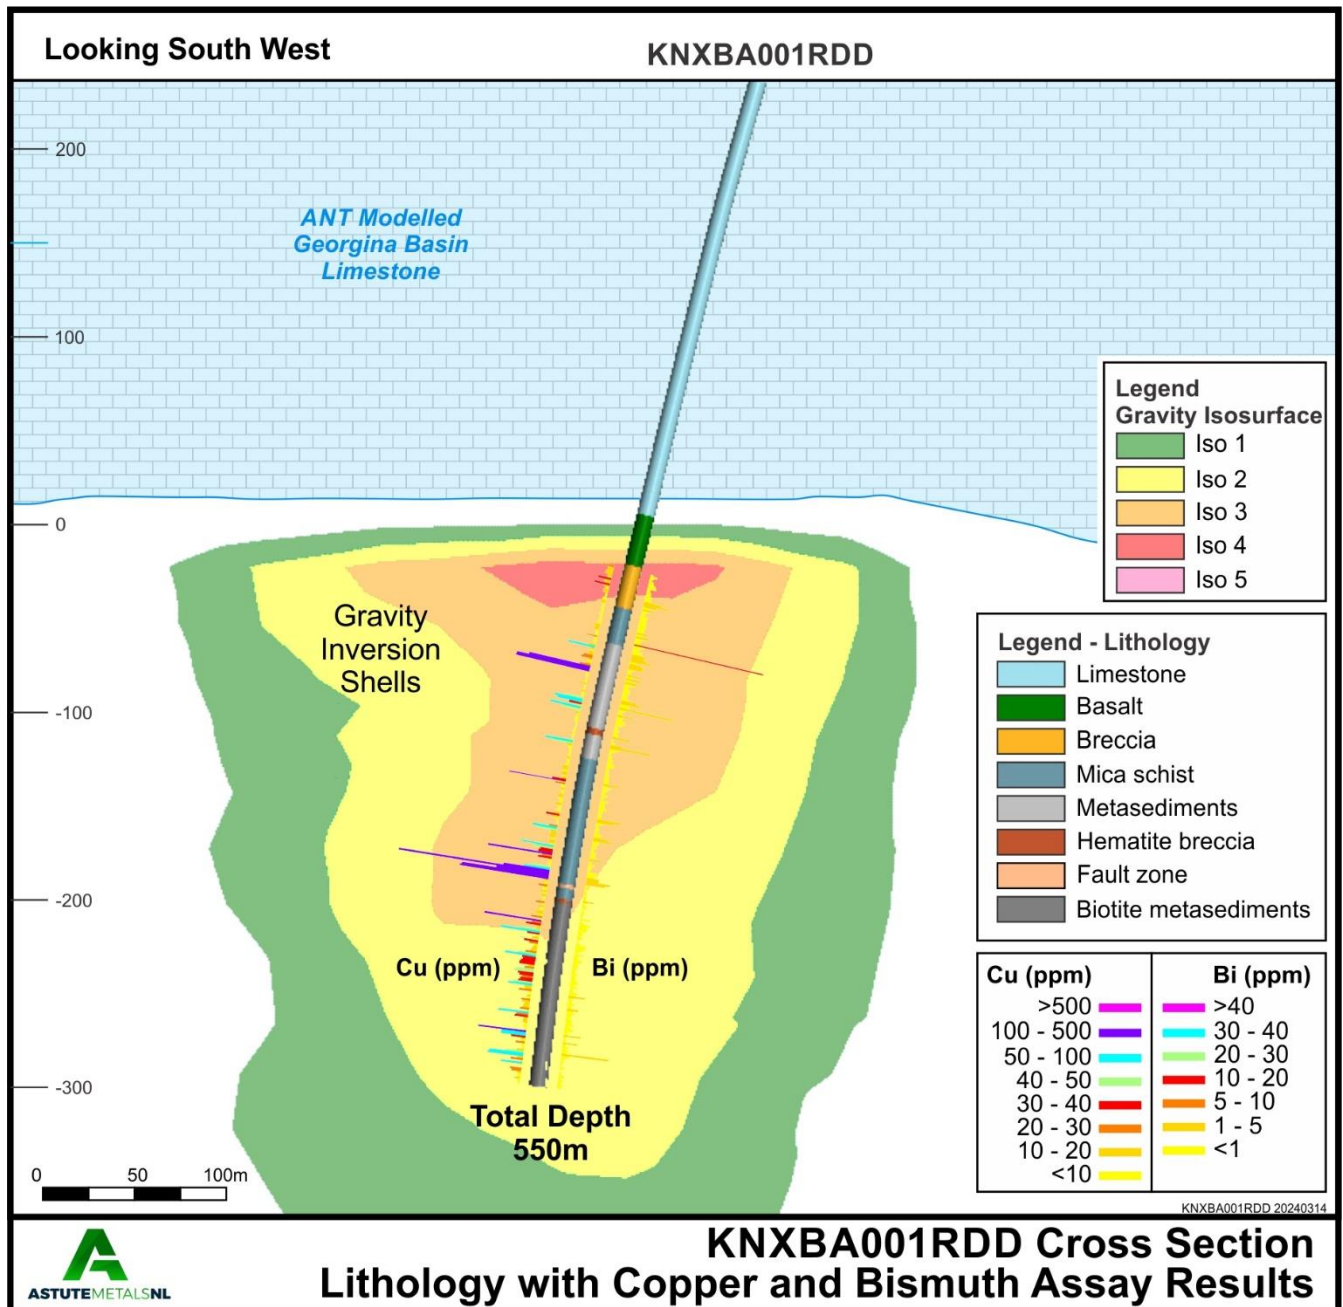 Looking South West
KNXBA001RDD
200
ANT Modelled
Georgina Basin
Limestone
100
0
-100
-200
-300
Legend
Gravity Isosurface
Iso 1
Iso 2
Iso 3
Iso 4
Iso 5
Gravity
Inversion
Shells
Legend - Lithology
Limestone
Basalt
Breccia
Mica schist
Metasediments
Hematite breccia
Fault zone
Biotite metasediments
Cu (ppm)
Bi (ppm)
Total Depth
550m
Cu (ppm)
>500
100 - 500
50 - 100
40 - 50
30 - 40
20 - 30
10 - 20
<10
Bi (ppm)
>40
30 - 40
20 - 30
10 - 20
5 - 10
1 - 5
<1
0 50 100m
KNXBA001RDD 20240314
ASTUTEMETALSNL
KNXBA001RDD Cross Section
Lithology with Copper and Bismuth Assay Results